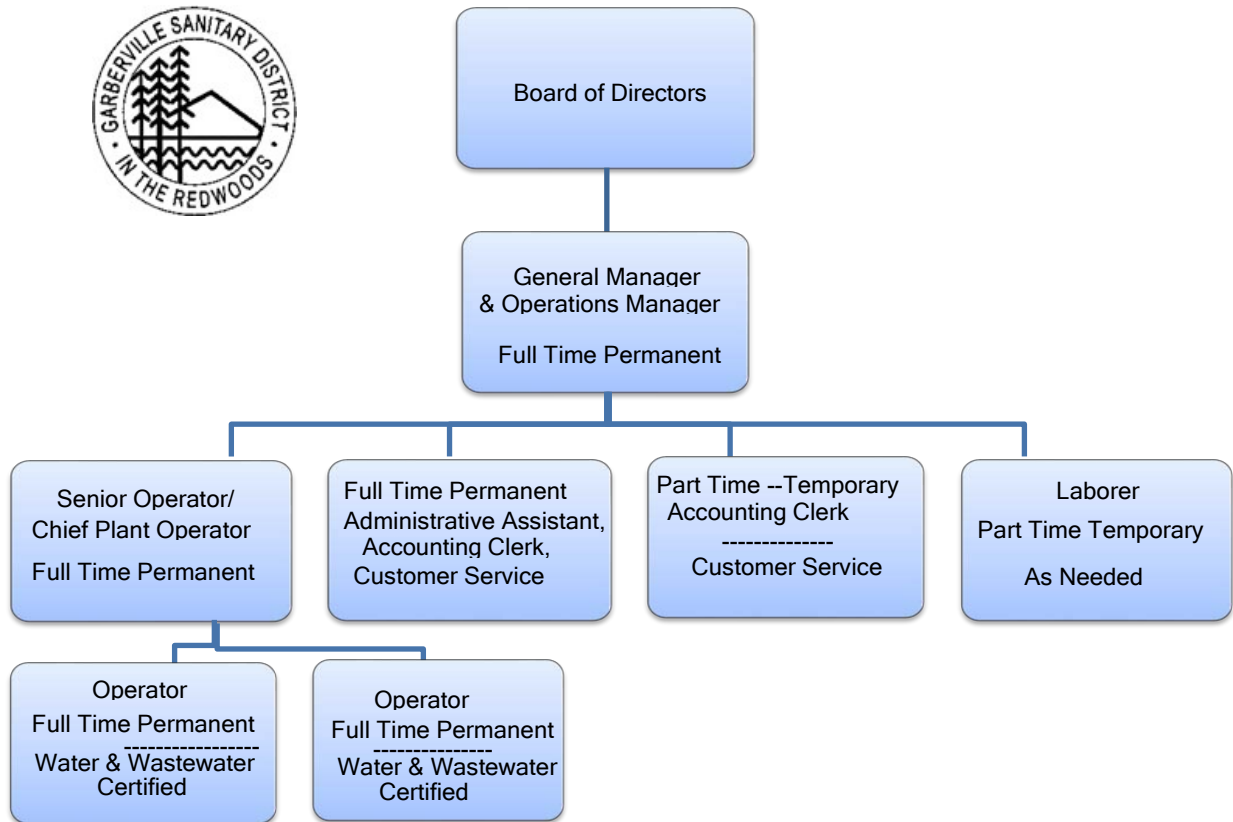 GARBERVILLE SANITARY DISTRICT
· IN THE REDWOODS ·
Board of Directors
General Manager
& Operations Manager
Full Time Permanent
Senior Operator/
Chief Plant Operator
Full Time Permanent
Full Time Permanent
Administrative Assistant,
Accounting Clerk,
Customer Service
Part Time --Temporary
Accounting Clerk
--------------
Customer Service
Laborer
Part Time Temporary
As Needed
Operator
Full Time Permanent
-----------------
Water & Wastewater
Certified
Operator
Full Time Permanent
---------------
Water & Wastewater
Certified